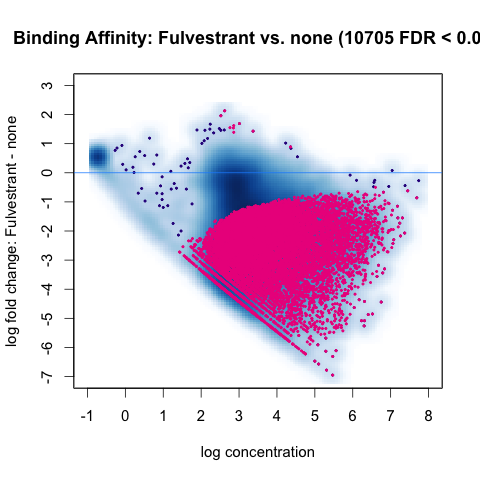 Binding Affinity: Fulvestrant vs. none (10705 FDR < 0.0
log fold change: Fulvestrant - none
3
2
1
0
-1
-2
-3
-4
-5
-6
-7
-1 0 1 2 3 4 5 6 7 8
log concentration